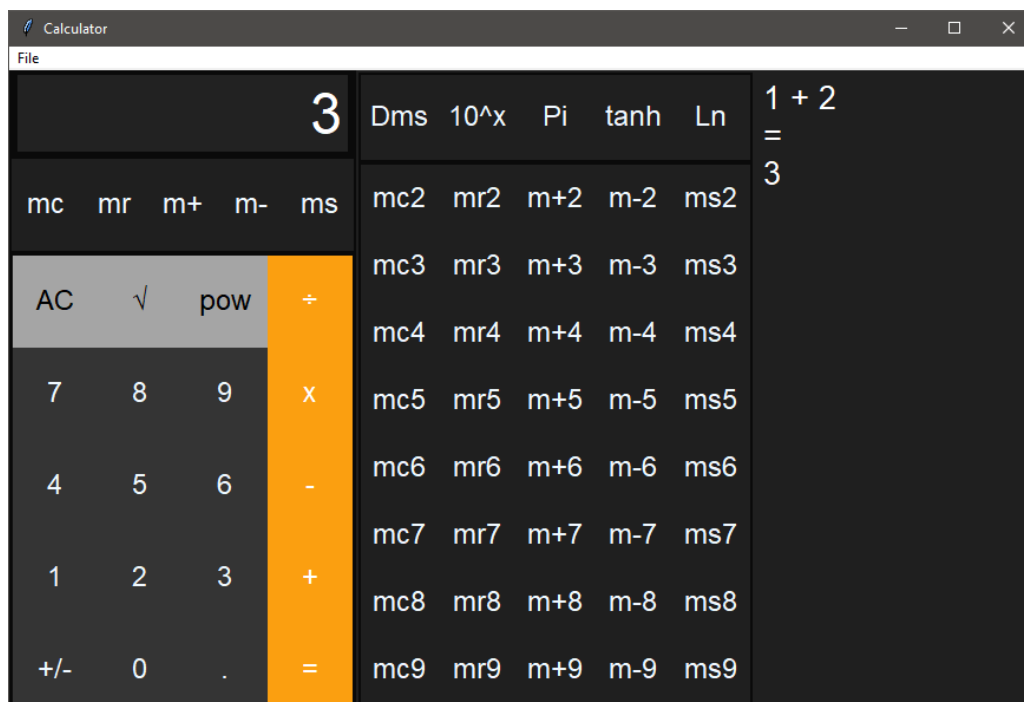 Calculator
File
3
mc mr m+ m- ms
AC √ pow ÷
7 8 9 x
4 5 6 -
1 2 3 +
+/- 0 . =
Dms 10^x Pi tanh Ln
mc2 mr2 m+2 m-2 ms2
mc3 mr3 m+3 m-3 ms3
mc4 mr4 m+4 m-4 ms4
mc5 mr5 m+5 m-5 ms5
mc6 mr6 m+6 m-6 ms6
mc7 mr7 m+7 m-7 ms7
mc8 mr8 m+8 m-8 ms8
mc9 mr9 m+9 m-9 ms9
1 + 2
=
3